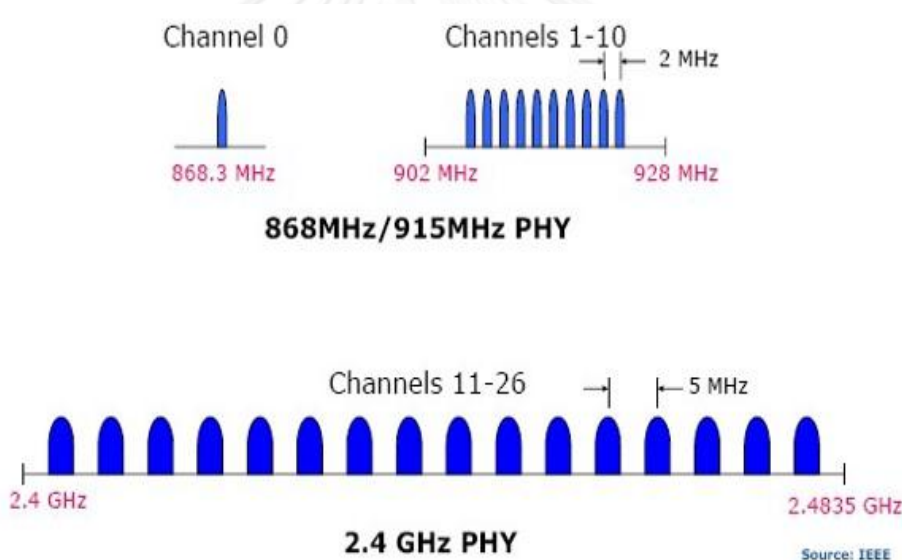 Channel 0
Channels 1-10
2 MHz
868.3 MHz
902 MHz
928 MHz
868MHz/915MHz PHY
Channels 11-26
5 MHz
2.4 GHz
2.4835 GHz
2.4 GHz PHY
Source: IEEE